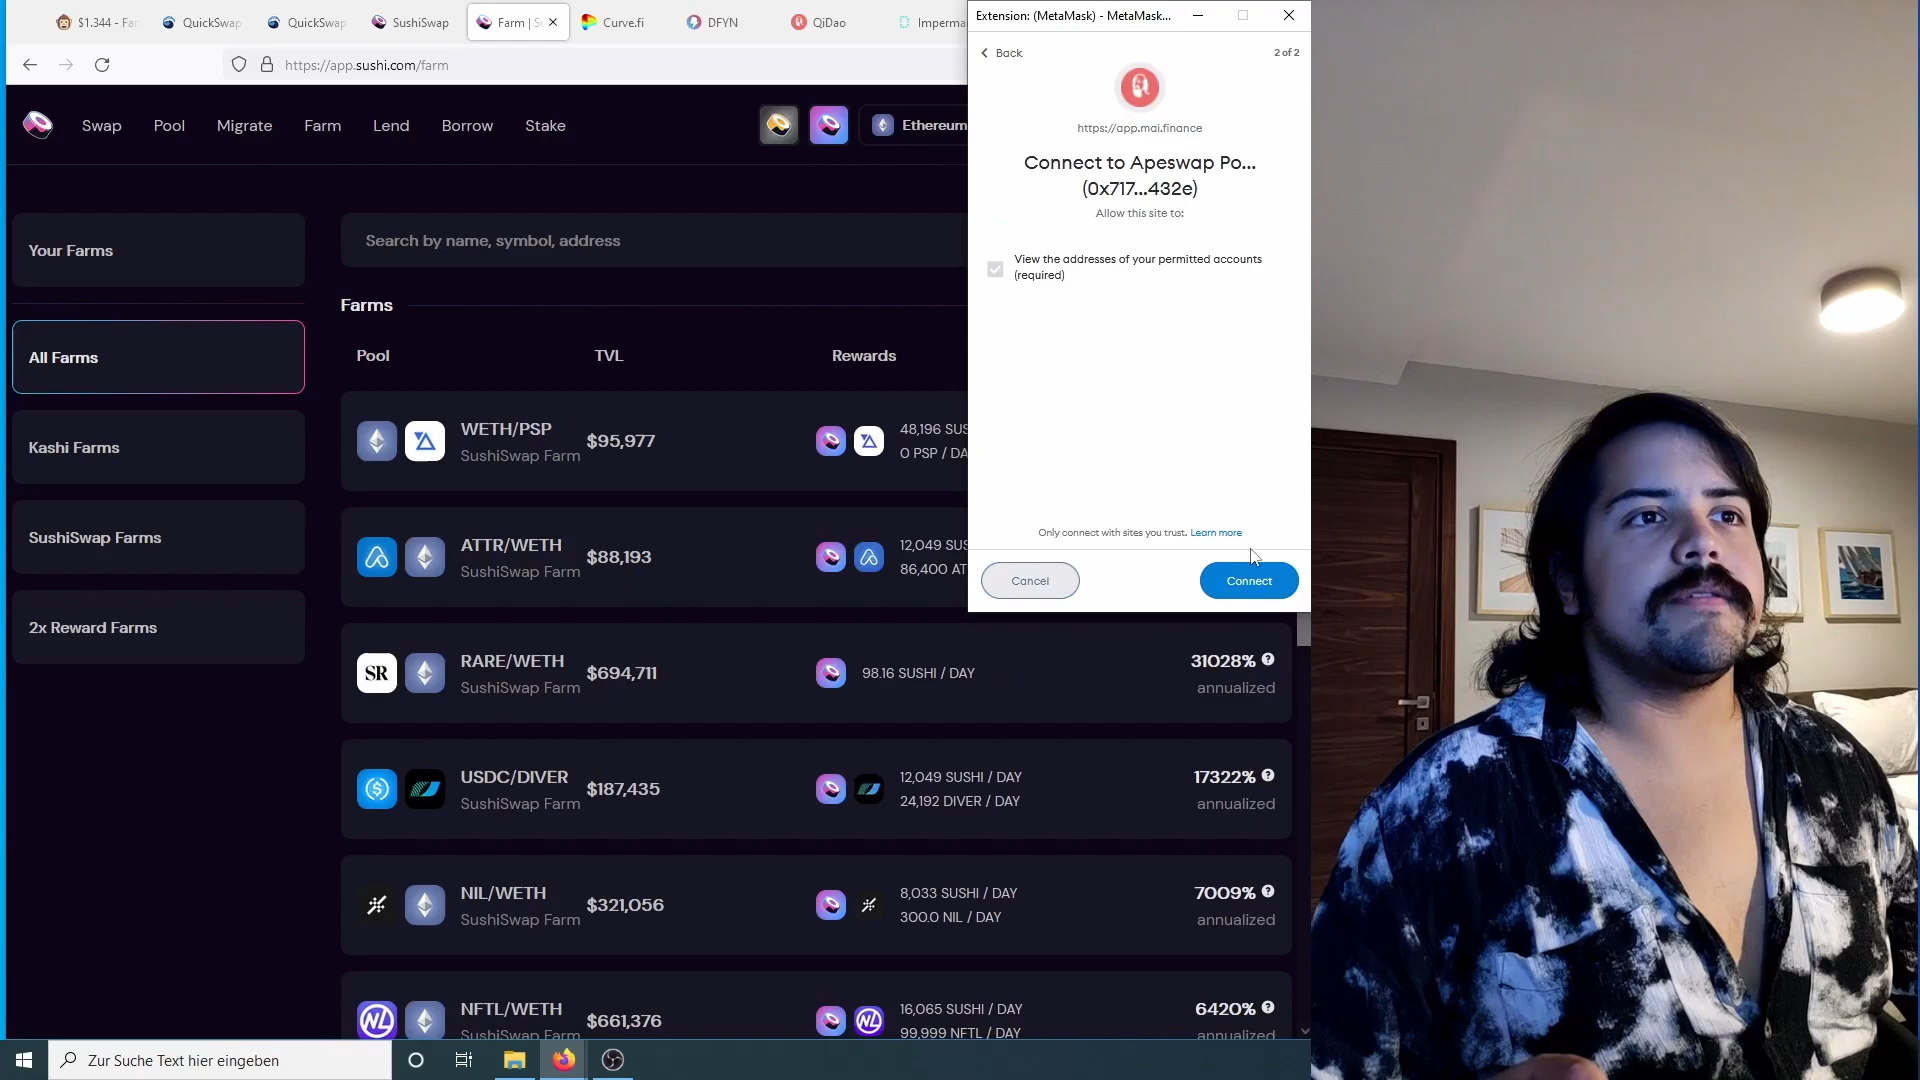 $1.344 - Far
QuickSwap
QuickSwap
SushiSwap
Farm | S
Curve.fi
DFYN
QiDao
Imperma
https://app.sushi.com/farm
Swap
Pool
Migrate
Farm
Lend
Borrow
Stake
Ethereum
Your Farms
All Farms
Kashi Farms
SushiSwap Farms
2x Reward Farms
Search by name, symbol, address
Farms
Pool
TVL
Rewards
WETH/PSP
SushiSwap Farm
$95,977
48,196 SUS
0 PSP / DA
ATTR/WETH
SushiSwap Farm
$88,193
12,049 SUS
86,400 AT
SR
RARE/WETH
SushiSwap Farm
$694,711
98.16 SUSHI / DAY
31028%
annualized
USDC/DIVER
SushiSwap Farm
$187,435
12,049 SUSHI / DAY
24,192 DIVER / DAY
17322%
annualized
NIL/WETH
SushiSwap Farm
$321,056
8,033 SUSHI / DAY
300.0 NIL / DAY
7009%
annualized
NL
NFTL/WETH
SushiSwap Farm
$661,376
NL
16,065 SUSHI / DAY
99,999 NFTL / DAY
6420%
annualized
Extension: (MetaMask) - MetaMask...
Back
2 of 2
https://app.mai.finance
Connect to Apeswap Po...
(0x717...432e)
Allow this site to:
View the addresses of your permitted accounts
(required)
Only connect with sites you trust. Learn more
Cancel
Connect
Zur Suche Text hier eingeben